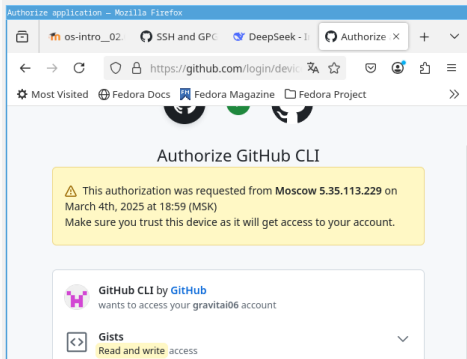 Authorize application — Mozilla Firefox
os-intro__02.
SSH and GPG
DeepSeek - I
Authorize
https://github.com/login/device
Most Visited
Fedora Docs
Fedora Magazine
Fedora Project
Authorize GitHub CLI
This authorization was requested from Moscow 5.35.113.229 on
March 4th, 2025 at 18:59 (MSK)
Make sure you trust this device as it will get access to your account.
GitHub CLI by GitHub
wants to access your gravitai06 account
Gists
Read and write access